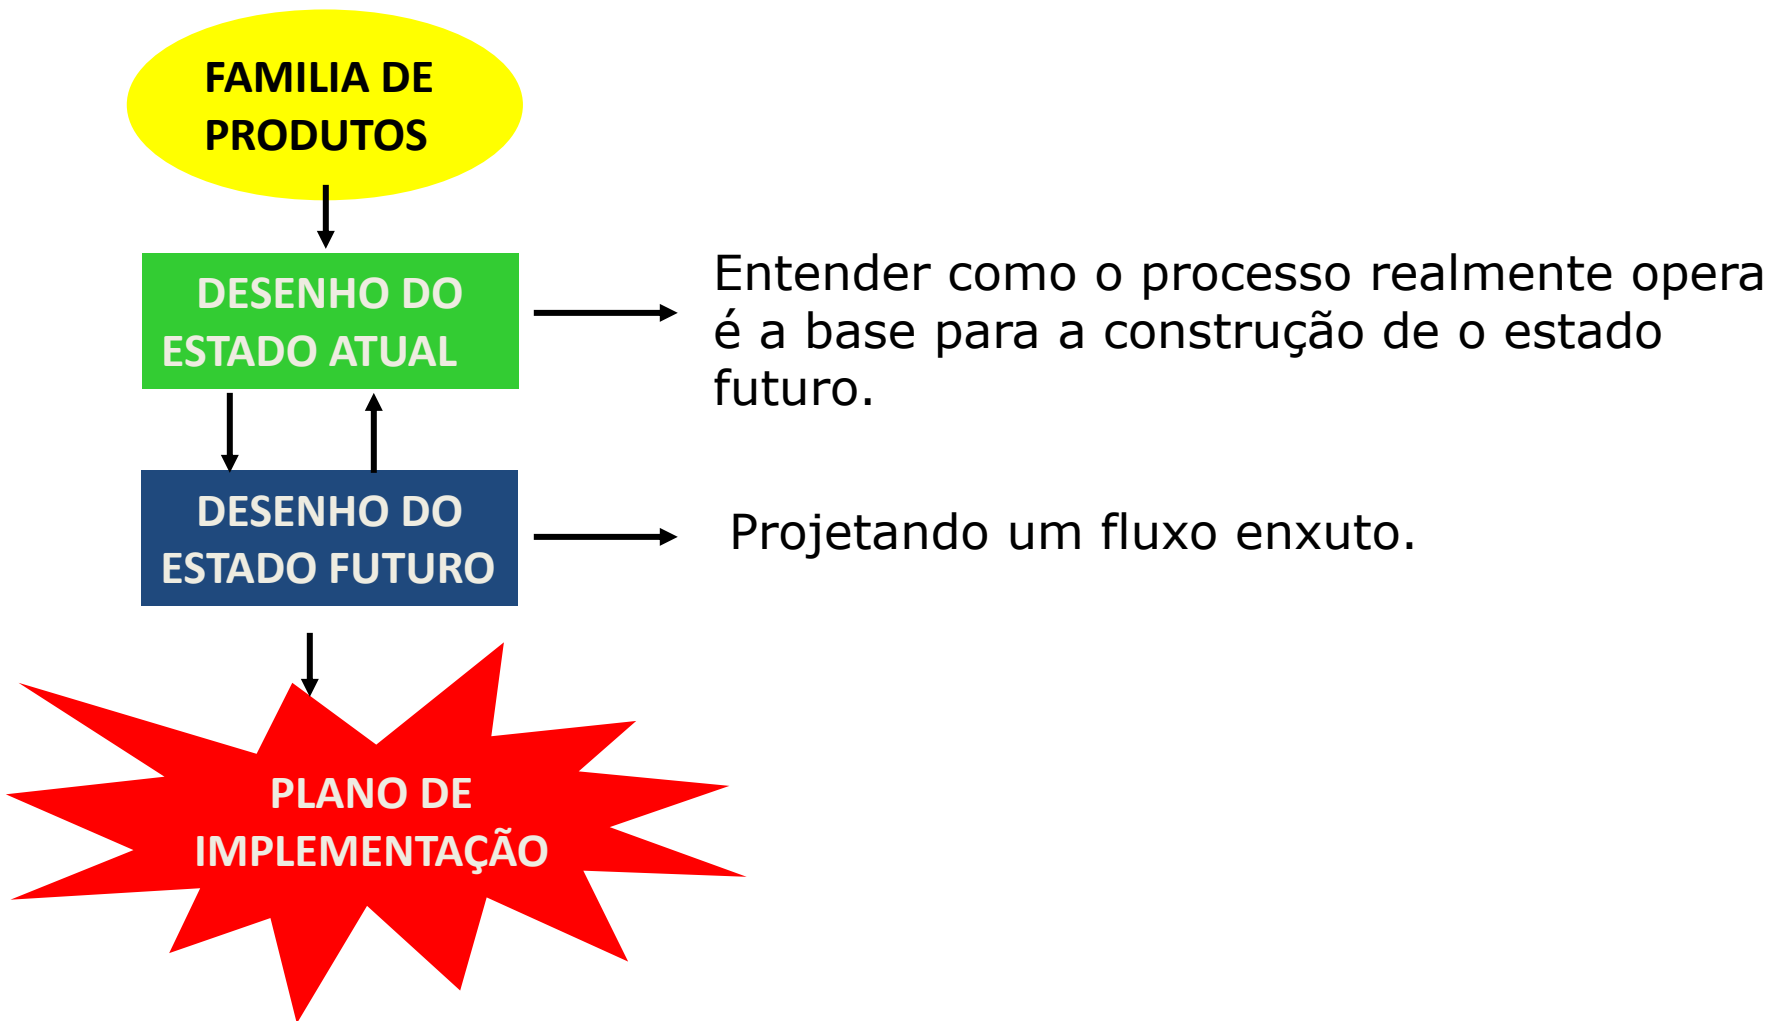 FAMILIA DE
PRODUTOS
DESENHO DO
ESTADO ATUAL
Entender como o processo realmente opera
é a base para a construção de o estado
futuro.
DESENHO DO
ESTADO FUTURO
Projetando um fluxo enxuto.
PLANO DE
IMPLEMENTAÇÃO